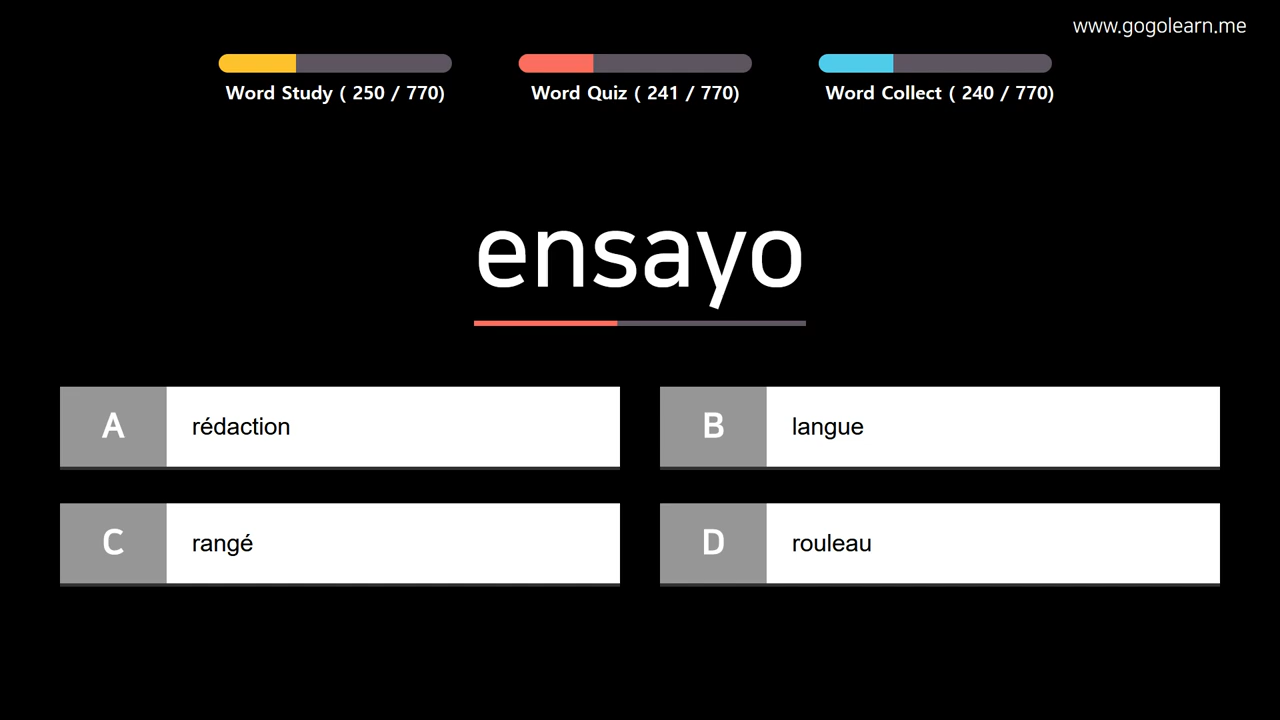 www.gogolearn.me
Word Study ( 250 / 770)
Word Quiz ( 241 / 770)
Word Collect ( 240 / 770)
ensayo
A rédaction
B langue
C rangé
D rouleau